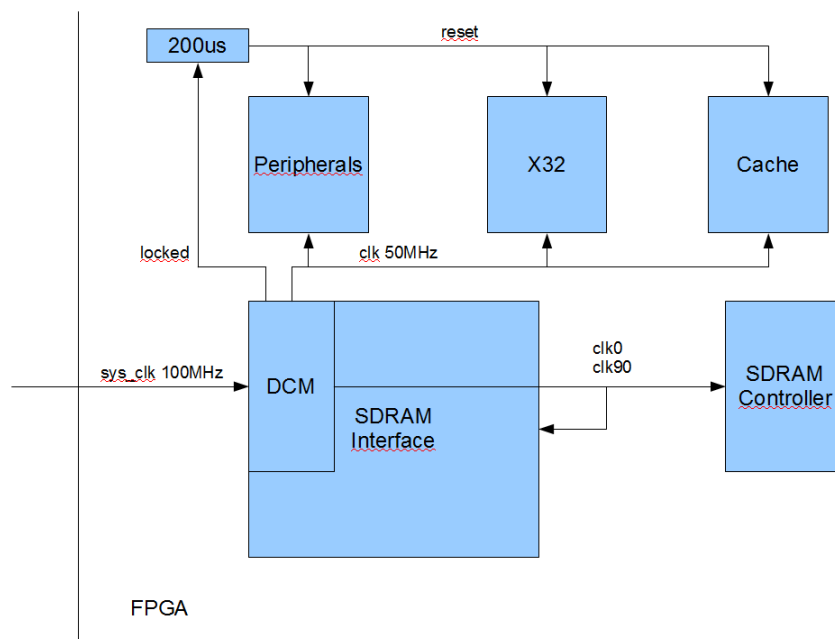 200us
reset
Peripherals
X32
Cache
locked
clk 50MHz
sys_clk 100MHz
DCM
SDRAM
Interface
clk0
clk90
SDRAM
Controller
FPGA